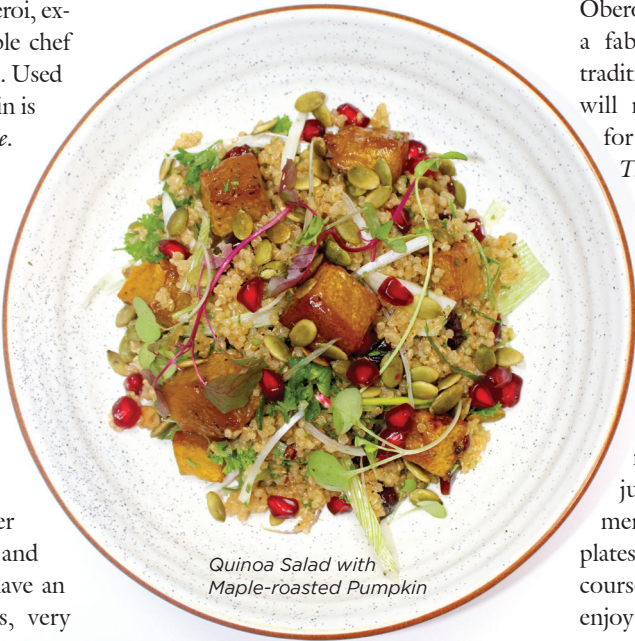 eroi, ex-
ble chef
. Used
in is
e.
er
and
ave an
s, very
Quinoa Salad with
Maple-roasted Pumpkin
Obero
a fab
traditi
will r
for
T
ju
mer
plates
course
enjoy